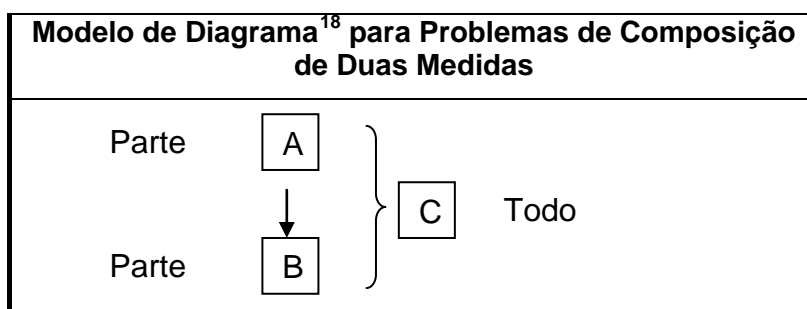 Modelo de Diagrama18 para Problemas de Composição
de Duas Medidas
Parte A
C Todo
Parte B